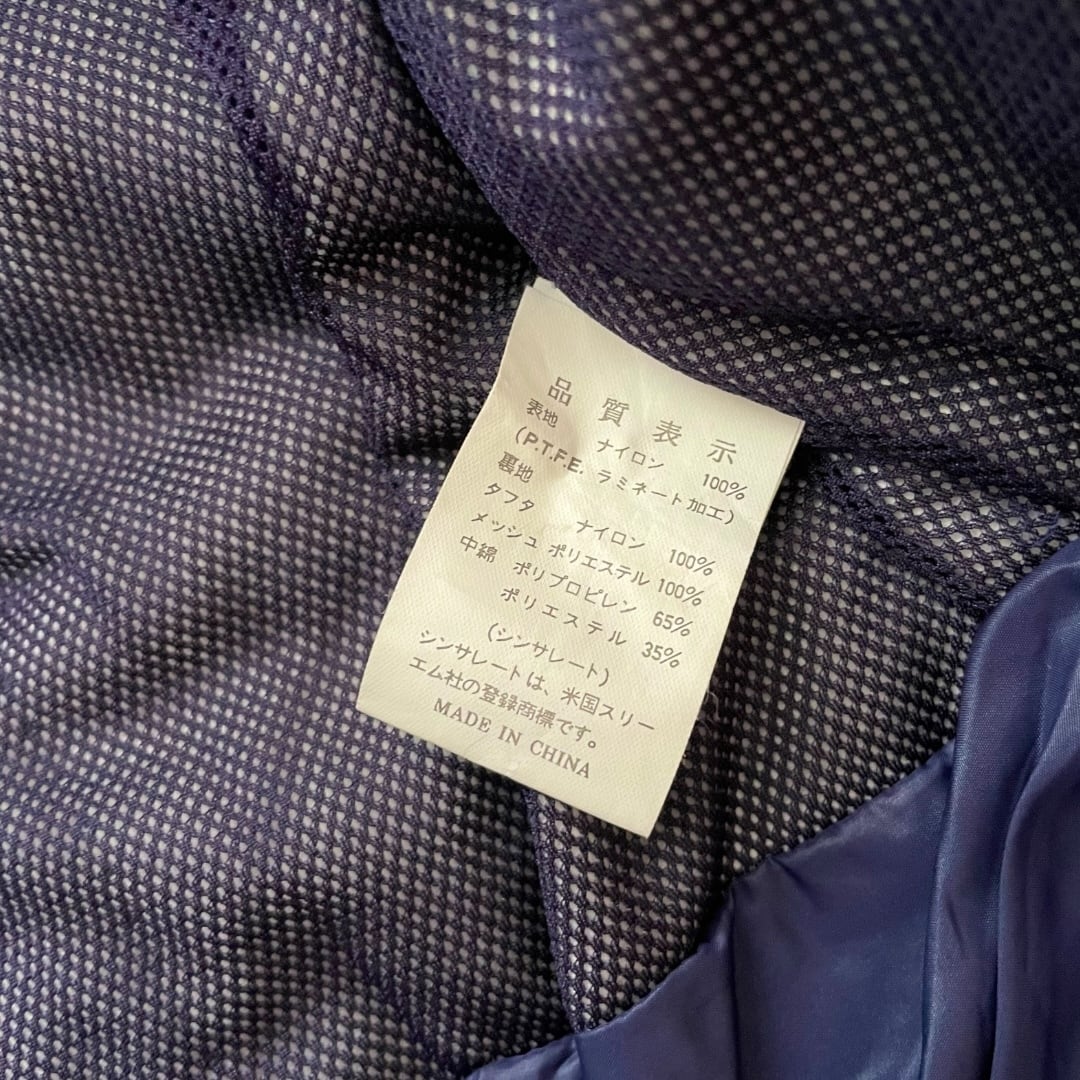 品質表示
表地 ナイロン 100%
(P.T.F.E. ラミネート加工)
裏地
タフタ ナイロン 100%
メッシュ ポリエステル 100%
中綿 ポリプロピレン 65%
ポリエステル 35%
(シンサレート)
シンサレートは、米国スリー
エム社の登録商標です。
MADE IN CHINA